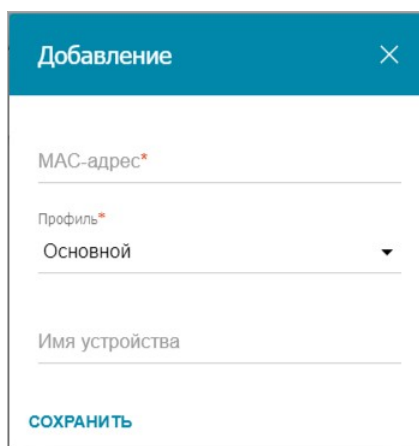 Добавление
MAC-адрес*
Профиль*
Основной
Имя устройства
СОХРАНИТЬ